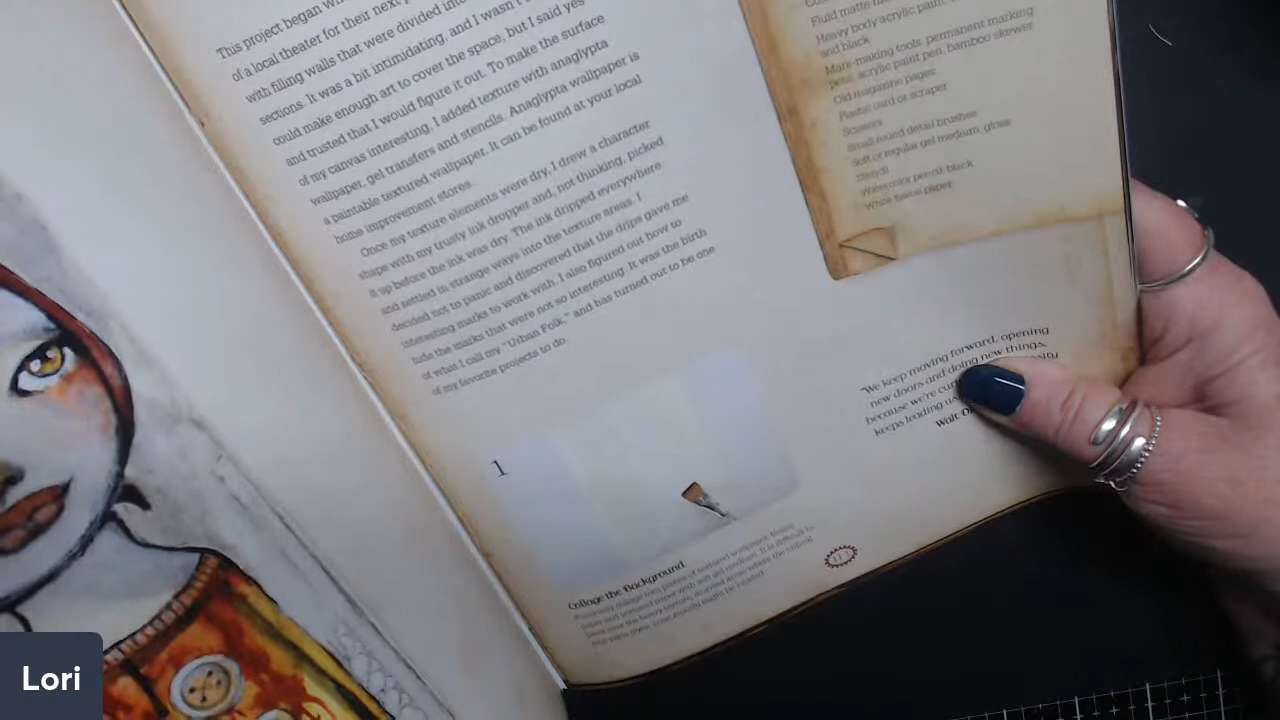 This project began
of a local theater for their next
with filling walls that were divided into
sections. It was a bit intimidating, and I wasn't
could make enough art to cover the space, but I said yes
and trusted that I would figure it out. To make the surface
of my canvas interesting, I added texture with anaglypta
wallpaper, gel transfers and stencils. Anaglypta wallpaper is
a paintable textured wallpaper. It can be found at your local
home improvement stores.
Once my texture elements were dry, I drew a character
shape with my trusty ink dropper and, not thinking, picked
it up before the ink was dry. The ink dripped everywhere
and settled in strange ways into the texture areas. I
decided not to panic and discovered that the drips gave me
interesting marks to work with. I also figured out how to
hide the marks that were not so interesting. It was the birth
of what I call my "Urban Folk," and has turned out to be one
of my favorite projects to do.
1
Collage the Background
Fluid matte
Heavy body acrylic paint:
and black
Mark-making tools: permanent marking
pens, acrylic paint pen, bamboo skewer
Old magazine pages
Plastic card or scraper
Scissors
Small round detail brushes
Soft or regular gel medium: gloss
Stencil
Watercolor pencil: black
White tissue paper
"We keep moving forward, opening
new doors and doing new things,
because we're
keeps leading us
Walt
113
Lori